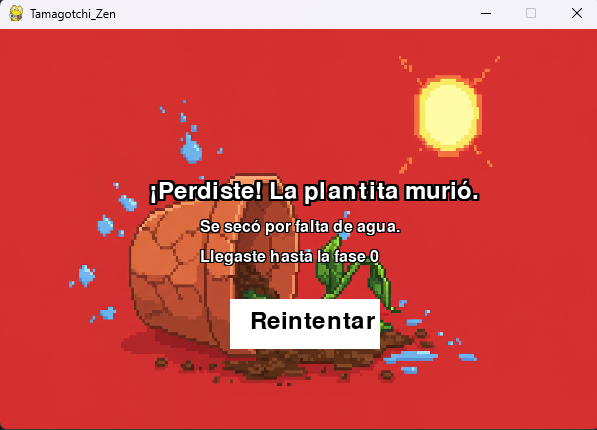 Tamagotchi_Zen
¡Perdiste! La plantita murió.
Se secó por falta de agua.
Llegaste hasta la fase 0
Reintentar